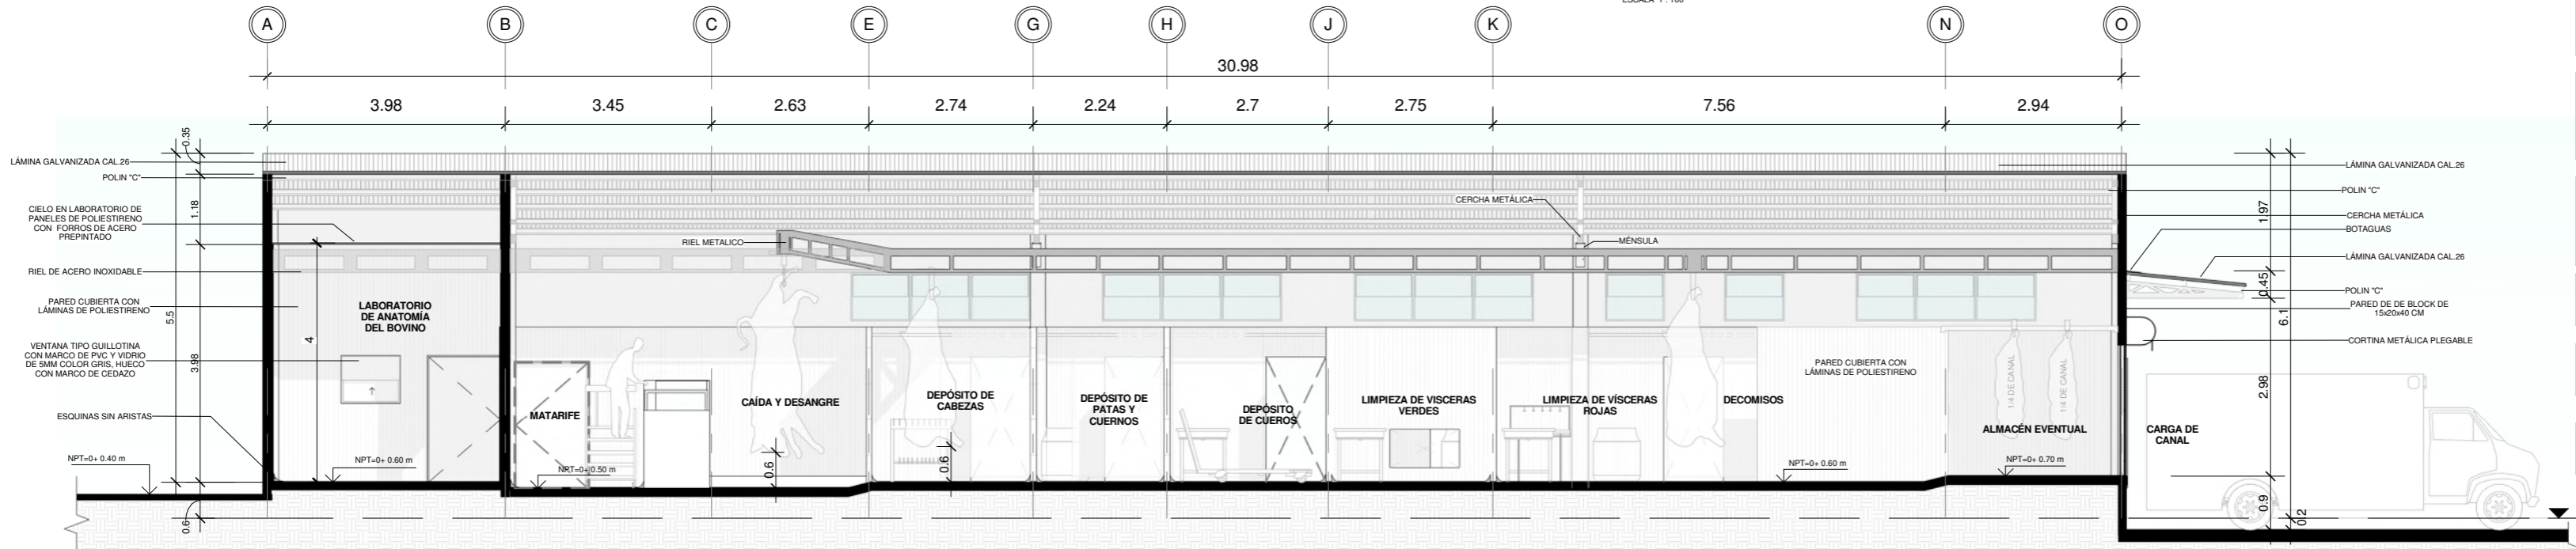 ESCALA 1 : 100
A B C E G H J K N O
30.98
3.98 3.45 2.63 2.74 2.24 2.7 2.75 7.56 2.94
0.35
LÁMINA GALVANIZADA CAL.26
POLIN "C"
1.18
CIELO EN LABORATORIO DE
PANELES DE POLIESTIRENO
CON FORROS DE ACERO
PREPINTADO
RIEL DE ACERO INOXIDABLE
PARED CUBIERTA CON
LÁMINAS DE POLIESTIRENO
5.5
VENTANA TIPO GUILLOTINA
CON MARCO DE PVC Y VIDRIO
DE 5MM COLOR GRIS, HUECO
CON MARCO DE CEDAZO
3.98
ESQUINAS SIN ARISTAS
NPT=0+ 0.40 m
0.6
LABORATORIO
DE ANATOMÍA
DEL BOVINO
4
NPT=0+ 0.60 m
RIEL METALICO
MATARIFE
NPT=0+ 0.50 m
CAÍDA Y DESANGRE
0.6
DEPÓSITO DE
CABEZAS
0.6
DEPÓSITO DE
PATAS Y
CUERNOS
DEPÓSITO
DE CUEROS
LIMPIEZA DE VISCERAS
VERDES
CERCHA METÁLICA
MÉNSULA
LIMPIEZA DE VÍSCERAS
ROJAS
DECOMISOS
PARED CUBIERTA CON
LÁMINAS DE POLIESTIRENO
NPT=0+ 0.60 m
1/4 DE CANAL
1/4 DE CANAL
ALMACÉN EVENTUAL
NPT=0+ 0.70 m
CARGA DE
CANAL
LÁMINA GALVANIZADA CAL.26
POLIN "C"
1.97
CERCHA METÁLICA
BOTAGUAS
LÁMINA GALVANIZADA CAL.26
0.45
POLIN "C"
PARED DE DE BLOCK DE
15x20x40 CM
6.1
CORTINA METÁLICA PLEGABLE
2.98
0.9
0.2